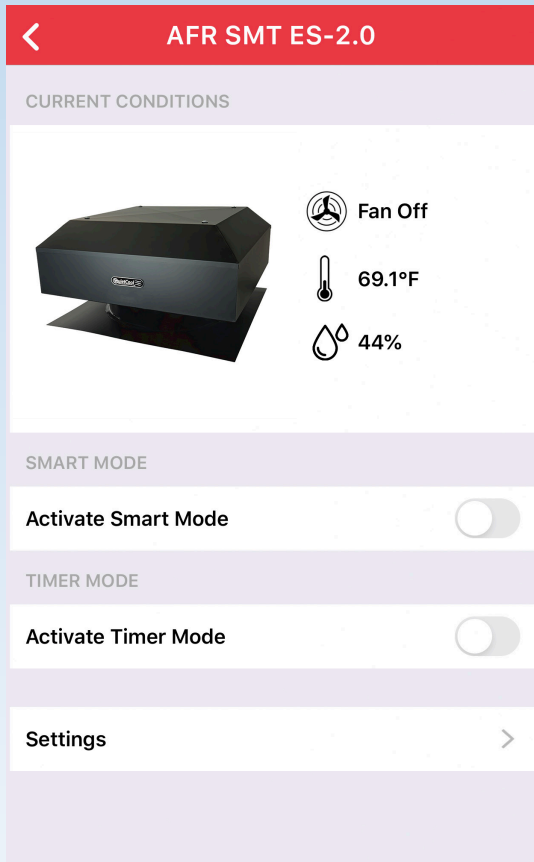 AFR SMT ES-2.0
CURRENT CONDITIONS
QuietCool
Fan Off
69.1°F
44%
SMART MODE
Activate Smart Mode
TIMER MODE
Activate Timer Mode
Settings